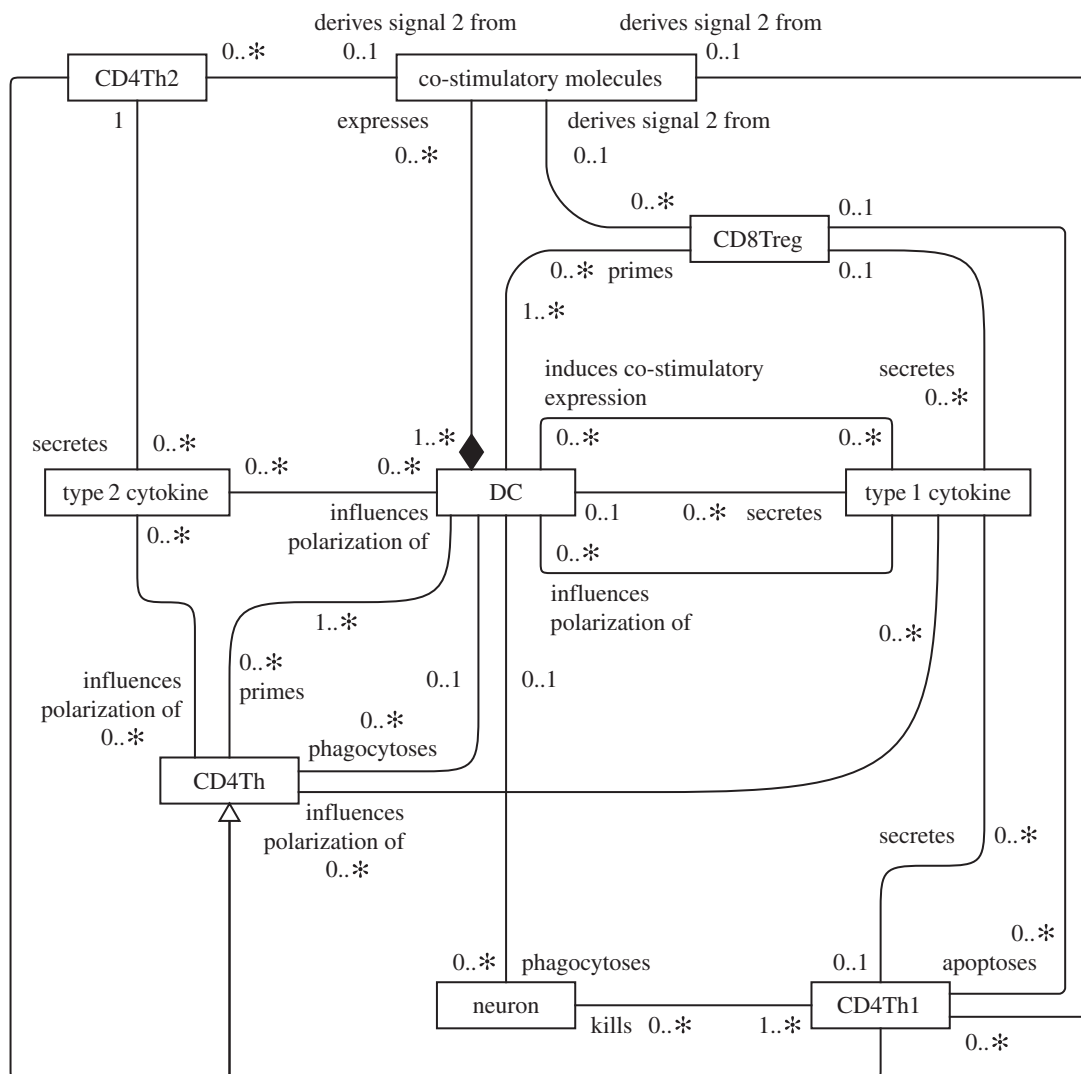 derives signal 2 from
derives signal 2 from
0..*
0..1
0..1
CD4Th2
co-stimulatory molecules
1
expresses
derives signal 2 from
0..*
0..1
0..*
0..1
CD8Treg
0..*
primes
0..1
1..*
induces co-stimulatory
expression
secretes
0..*
secretes
0..*
1..*
0..*
0..*
0..*
0..*
type 2 cytokine
DC
type 1 cytokine
0..*
influences
polarization of
0..1
0..*
secretes
0..*
influences
polarization of
1..*
0..*
0..*
primes
influences
polarization of
0..*
0..1
0..1
0..*
phagocytoses
CD4Th
influences
polarization of
0..*
secretes
0..*
0..*
phagocytoses
0..1
0..*
apoptoses
neuron
CD4Th1
kills
0..*
1..*
0..*